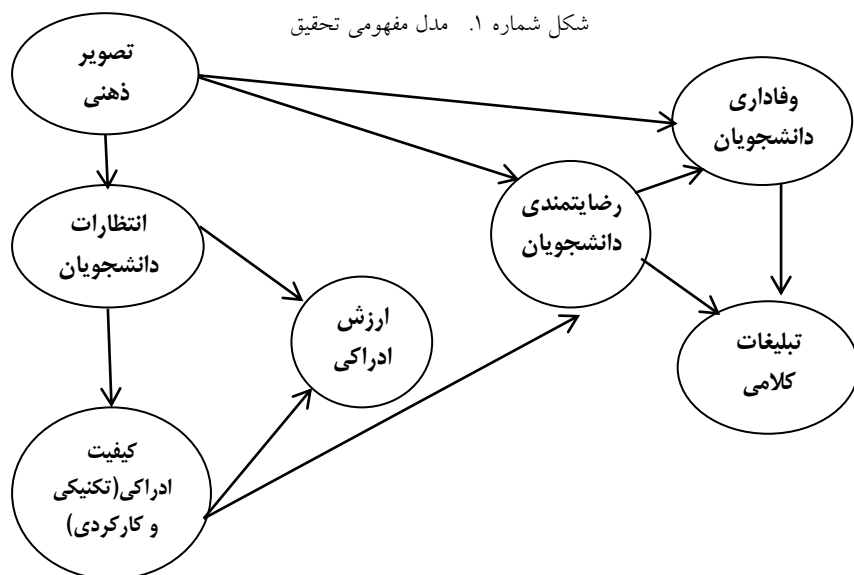 شکل شماره ۱. مدل مفهومی تحقیق
تصویر
ذهنی
وفاداری
دانشجویان
رضایتمندی
دانشجویان
انتظارات
دانشجویان
ارزش
ادراکی
تبلیغات
کلامی
کیفیت
ادراکی(تکنیکی
و کارکردی)